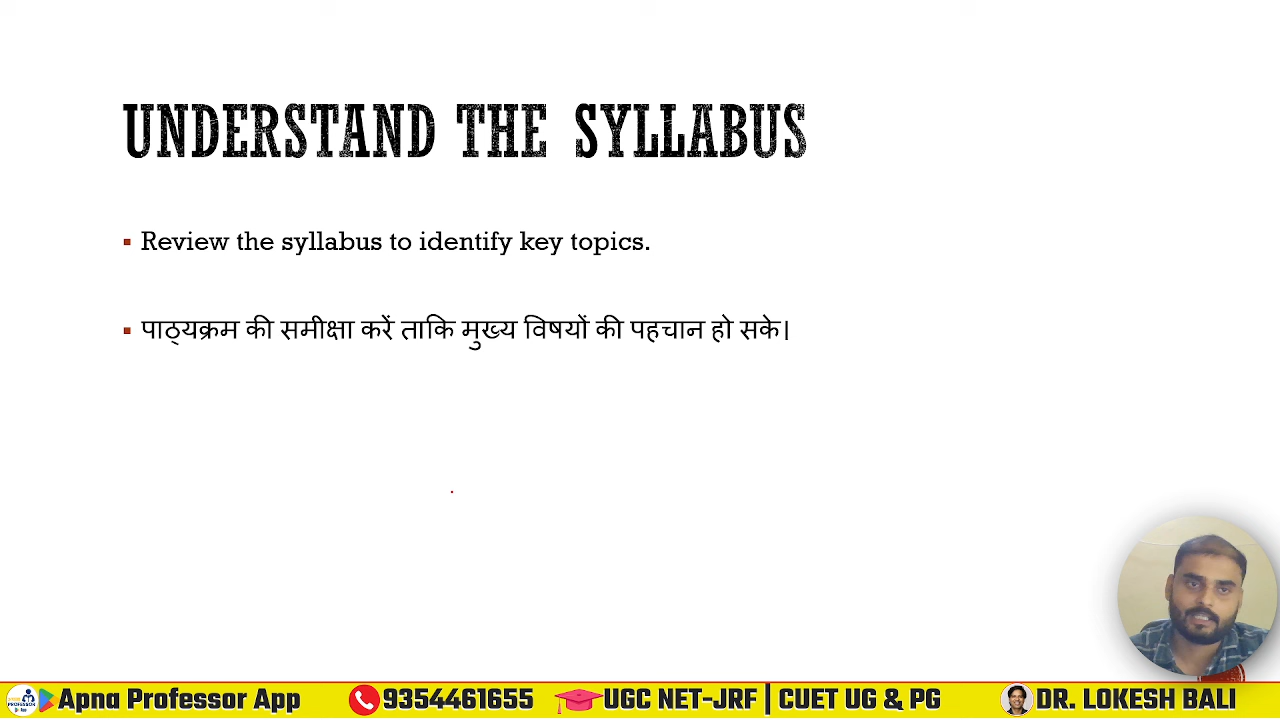 UNDERSTAND THE SYLLABUS
Review the syllabus to identify key topics.
पाठ्यक्रम की समीक्षा करें ताकि मुख्य विषयों की पहचान हो सके।
Apna Professor App 9354461655 UGC NET-JRF | CUET UG & PG DR. LOKESH BALI